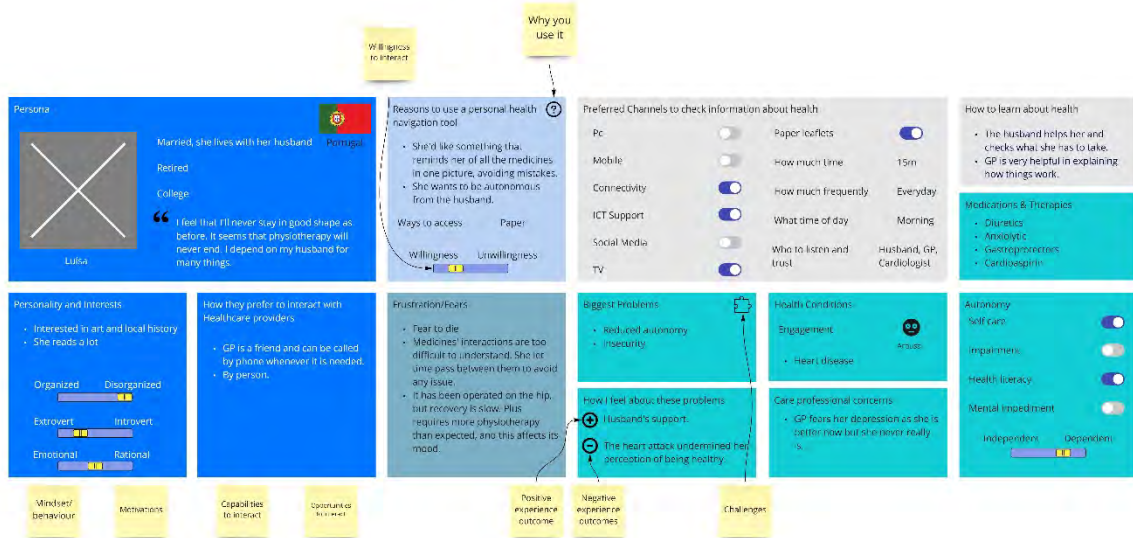 Why you
use it
Willingness
to interact
Persona
Portugal
Married, she lives with her husband
Retired
College
“ I feel that I'll never stay in good shape as
before. It seems that physiotherapy will
never end. I depend on my husband for
many things.
Luisa
Reasons to use a personal health
navigation tool
?
• She'd like something that
reminds her of all the medicines
in one picture, avoiding mistakes.
• She wants to be autonomous
from the husband.
Ways to access Paper
Willingness Unwillingness
Preferred Channels to check information about health
Pc
Mobile
Connectivity
ICT Support
Social Media
TV
Paper leaflets
How much time 15m
How much frequently Everyday
What time of day Morning
Who to listen and
trust
Husband, GP,
Cardiologist
How to learn about health
• The husband helps her and
checks what she has to take.
• GP is very helpful in explaining
how things work.
Medications & Therapies
• Diuretics
• Anxiolytic
• Gastroprotectors
• Cardioaspirin
Personality and Interests
• Interested in art and local history
• She reads a lot
Organized Disorganized
Extrovert Introvert
Emotional Rational
How they prefer to interact with
Healthcare providers
• GP is a friend and can be called
by phone whenever it is needed.
• By person.
Frustration/Fears
• Fear to die
• Medicines' interactions are too
difficult to understand. She let
time pass between them to avoid
any issue.
• It has been operated on the hip,
but recovery is slow. Plus
requires more physiotherapy
than expected, and this affects its
mood.
Biggest Problems
• Reduced autonomy
• Insecurity
How I feel about these problems
Husband's support.
The heart attack undermined her
perception of being healthy.
Health Conditions
Engagement
Arousal
• Heart disease
Care professional concerns
• GP fears her depression as she is
better now but she never really
is.
Autonomy
Self care
Impairment
Health literacy
Mental impediment
Independent Dependent
Mindset/
behaviour
Motivations
Capabilities
to interact
Opportunities
to interact
Positive
experience
outcome
Negative
experience
outcomes
Challenges